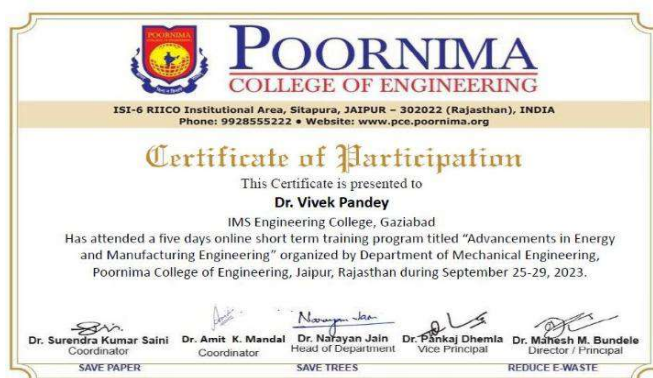 POORNIMA
COLLEGE OF ENGINEERING
ISI-6 RIICO Institutional Area, Sitapura, JAIPUR – 302022 (Rajasthan), INDIA
Phone: 9928555222 • Website: www.pce.poornima.org
Certificate of Participation
This Certificate is presented to
Dr. Vivek Pandey
IMS Engineering College, Gaziabad
Has attended a five days online short term training program titled “Advancements in Energy
and Manufacturing Engineering” organized by Department of Mechanical Engineering,
Poornima College of Engineering, Jaipur, Rajasthan during September 25-29, 2023.
Narayan Jain
Dr. Surendra Kumar Saini Dr. Amit K. Mandal Dr. Narayan Jain Dr. Pankaj Dhemla Dr. Mahesh M. Bundele
Coordinator Coordinator Head of Department Vice Principal Director / Principal
SAVE PAPER SAVE TREES REDUCE E-WASTE